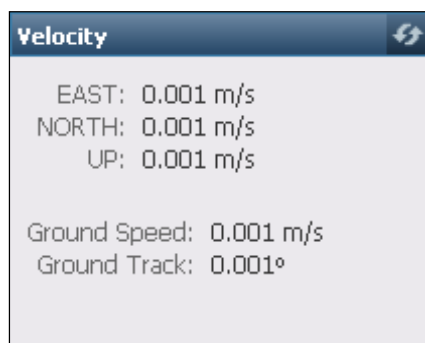 Velocity
EAST: 0.001 m/s
NORTH: 0.001 m/s
UP: 0.001 m/s
Ground Speed: 0.001 m/s
Ground Track: 0.001º